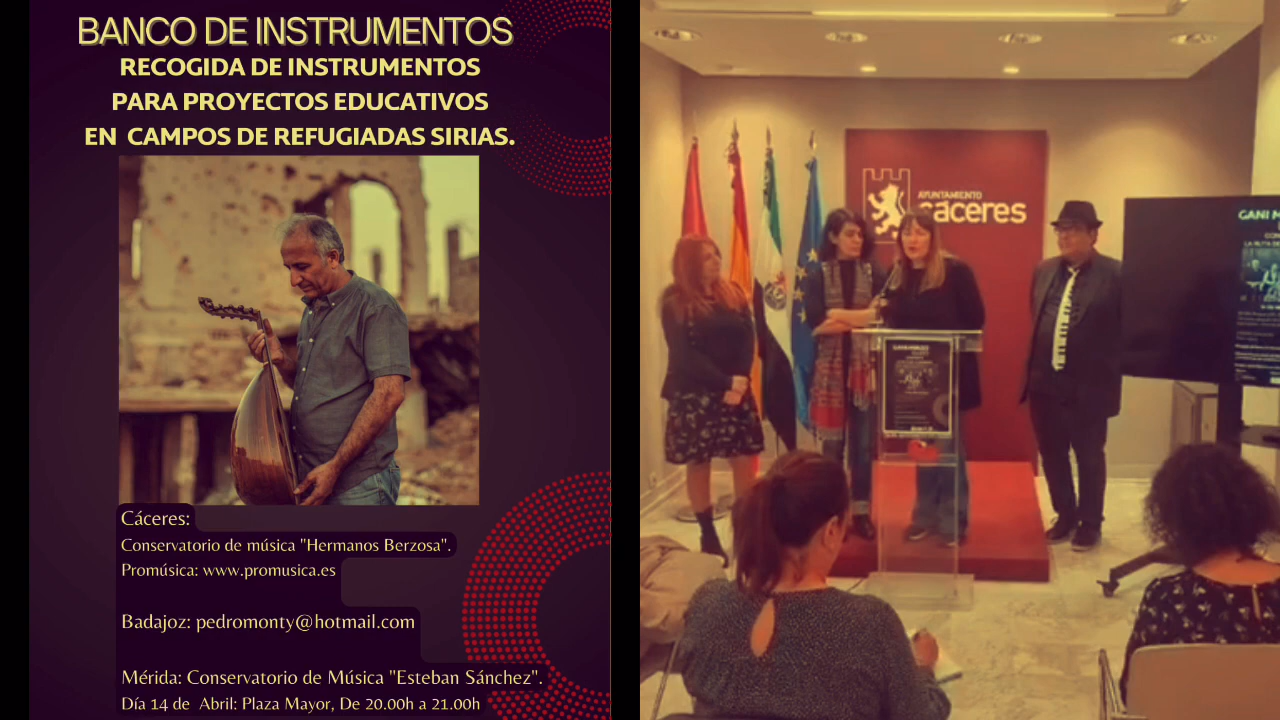 BANCO DE INSTRUMENTOS
RECOGIDA DE INSTRUMENTOS
PARA PROYECTOS EDUCATIVOS
EN CAMPOS DE REFUGIADAS SIRIAS.
Cáceres:
Conservatorio de música "Hermanos Berzosa".
Promúsica: www.promusica.es
Badajoz: pedromonty@hotmail.com
Mérida: Conservatorio de Música "Esteban Sánchez".
Día 14 de Abril: Plaza Mayor, De 20.00h a 21.00h
AYUNTAMIENTO
cáceres
GANI